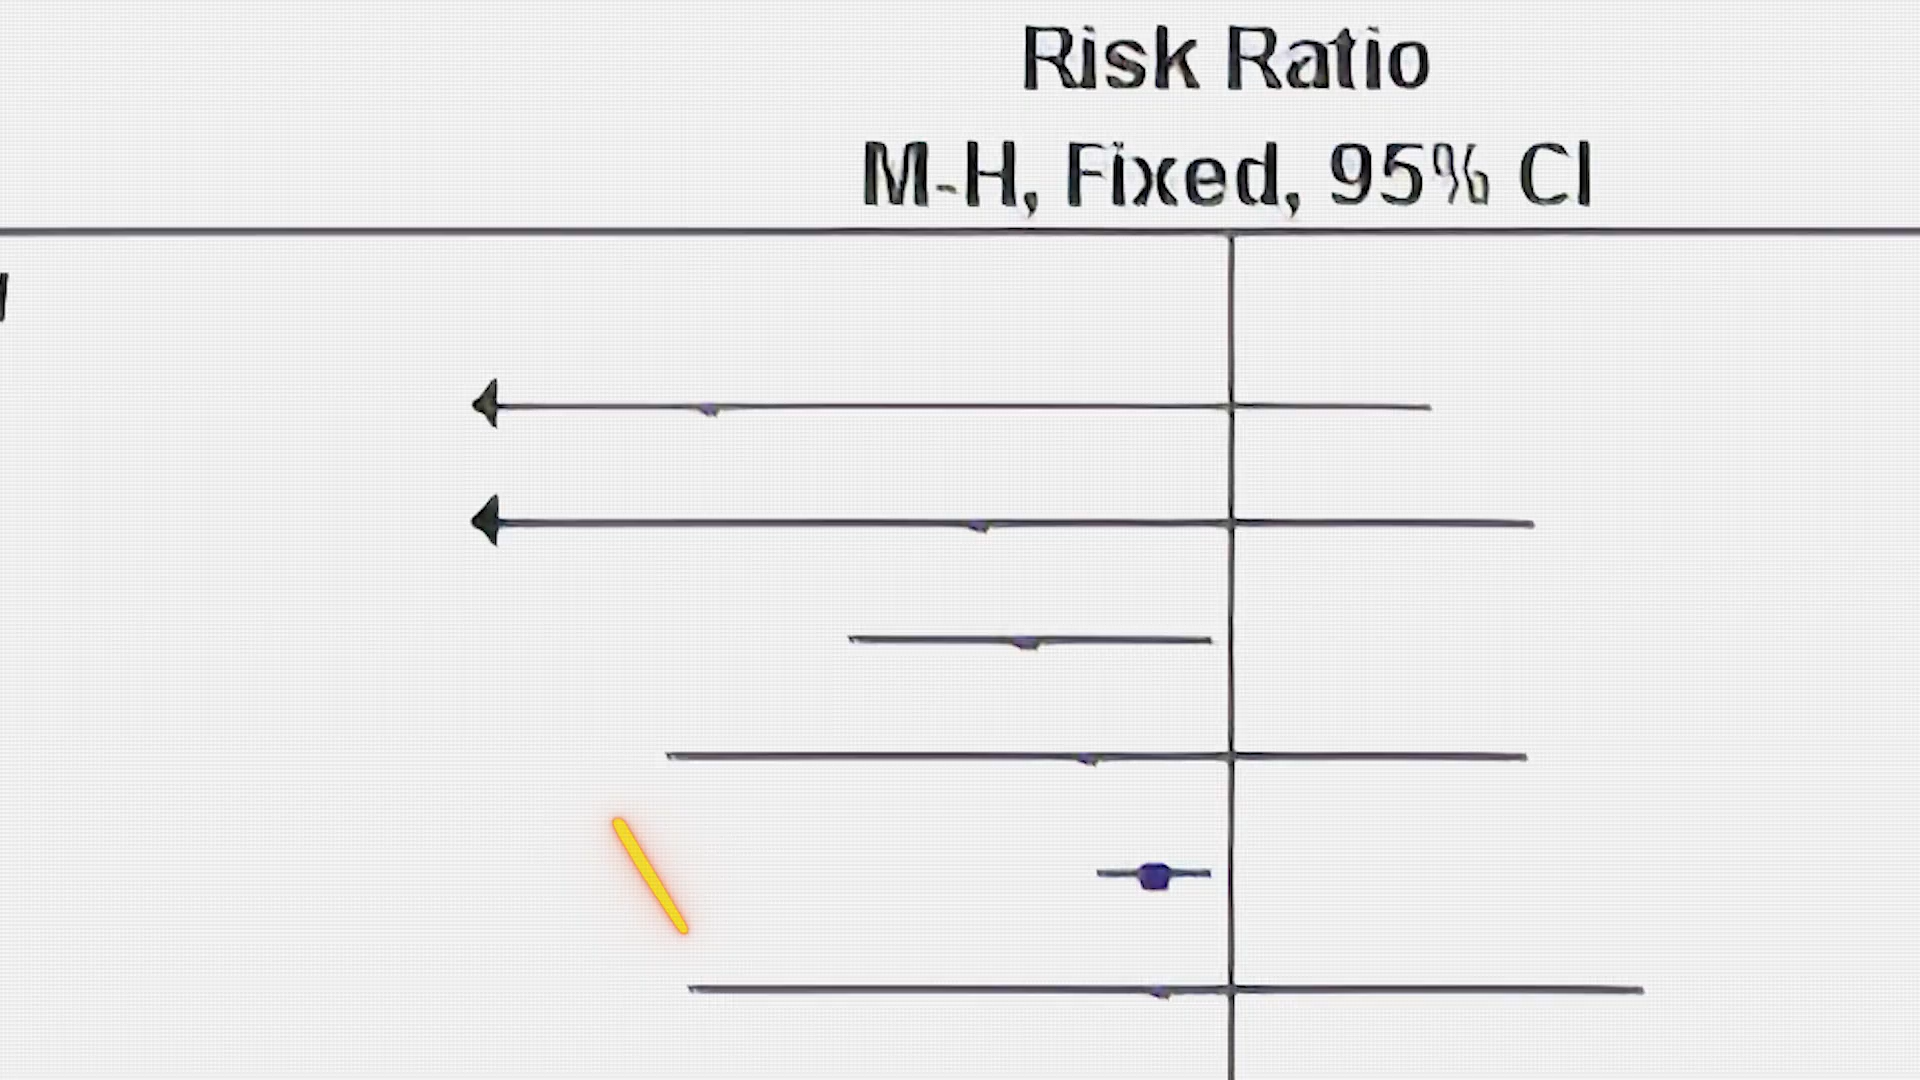 Risk Ratio
M-H, Fixed, 95% CI